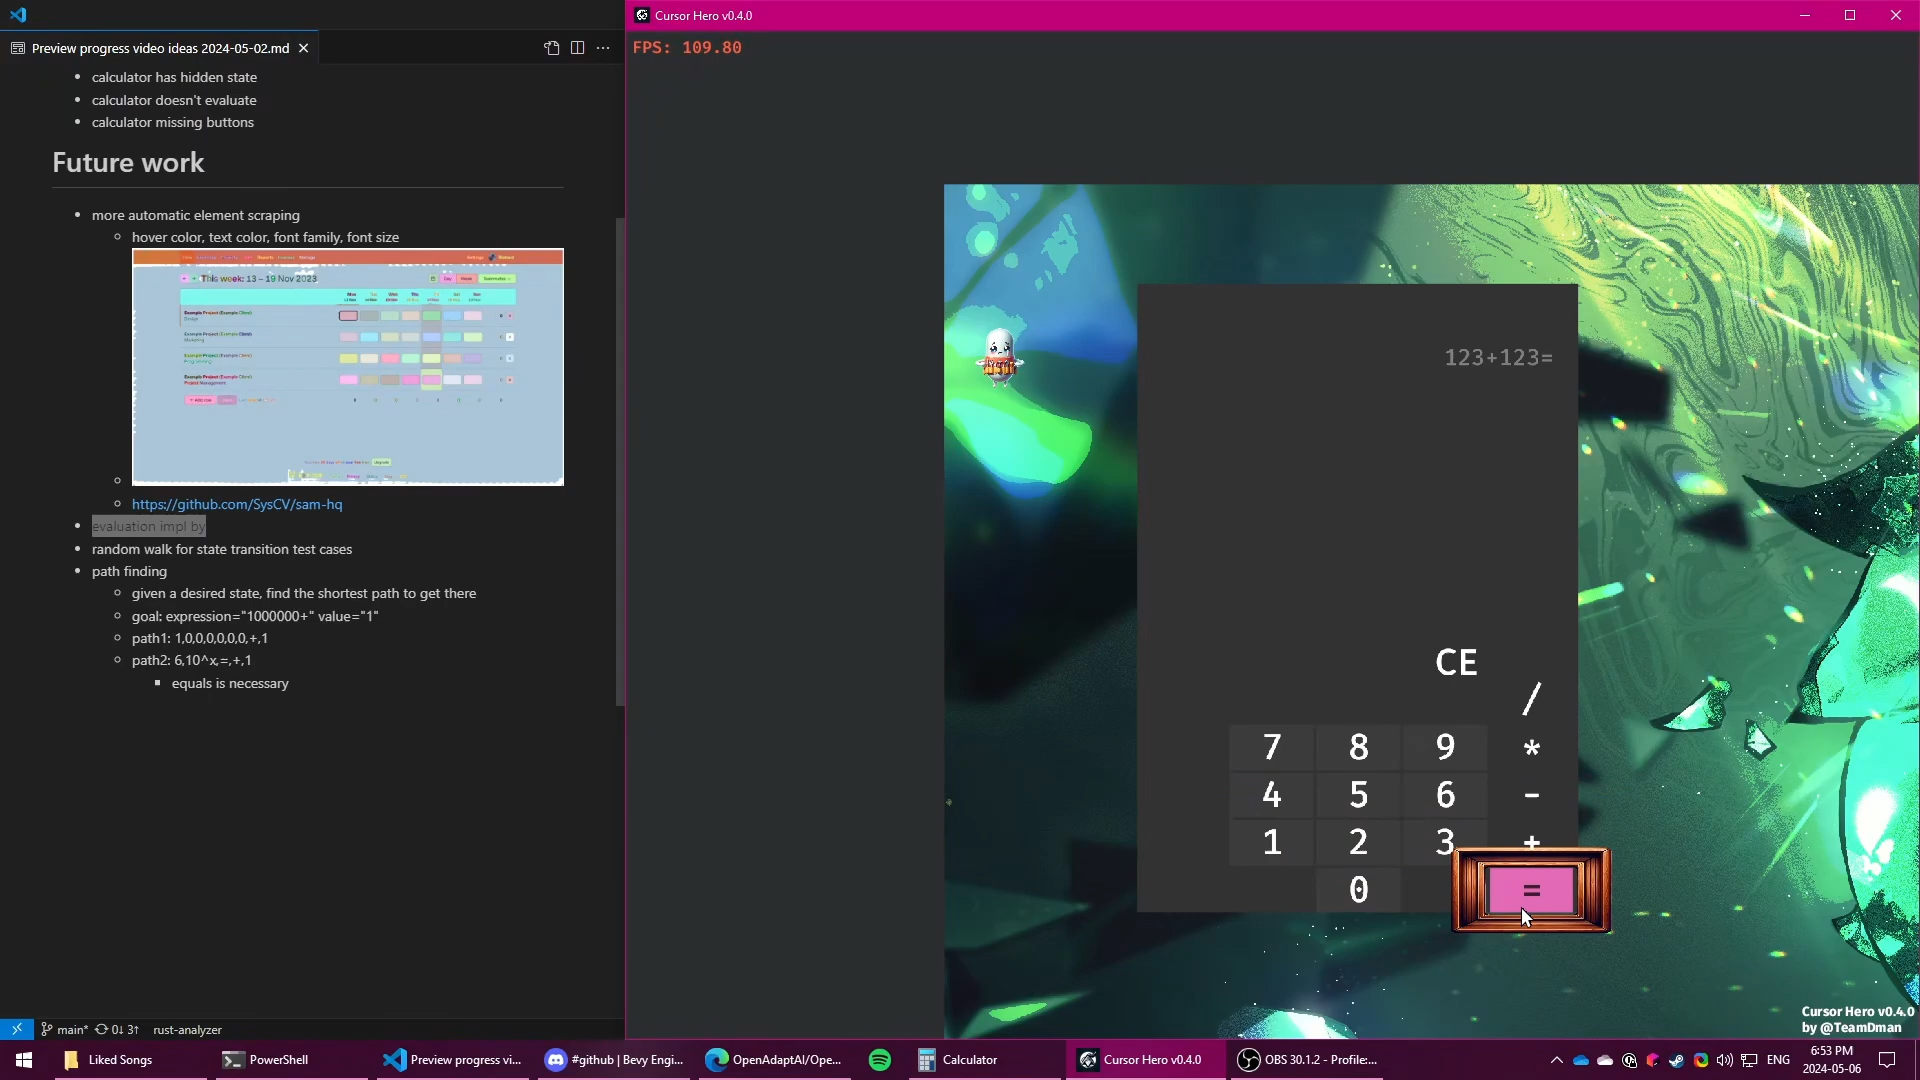 Preview progress video ideas 2024-05-02.md
calculator has hidden state
calculator doesn't evaluate
calculator missing buttons
Future work
more automatic element scraping
hover color, text color, font family, font size
This week: 13 – 19 Nov 2023
https://github.com/SysCV/sam-hq
evaluation impl by
random walk for state transition test cases
path finding
given a desired state, find the shortest path to get there
goal: expression="1000000+" value="1"
path1: 1,0,0,0,0,0,0,+,1
path2: 6,10^x,=,+,1
equals is necessary
main* 0↓ 3↑ rust-analyzer
Cursor Hero v0.4.0
FPS: 109.80
123+123=
CE
/
7 8 9 *
4 5 6 -
1 2 3 +
0 =
Cursor Hero v0.4.0
by @TeamDman
Liked Songs PowerShell Preview progress vi... #github | Bevy Engi... OpenAdaptAI/Ope... Calculator Cursor Hero v0.4.0 OBS 30.1.2 - Profile:... ENG 6:53 PM
2024-05-06